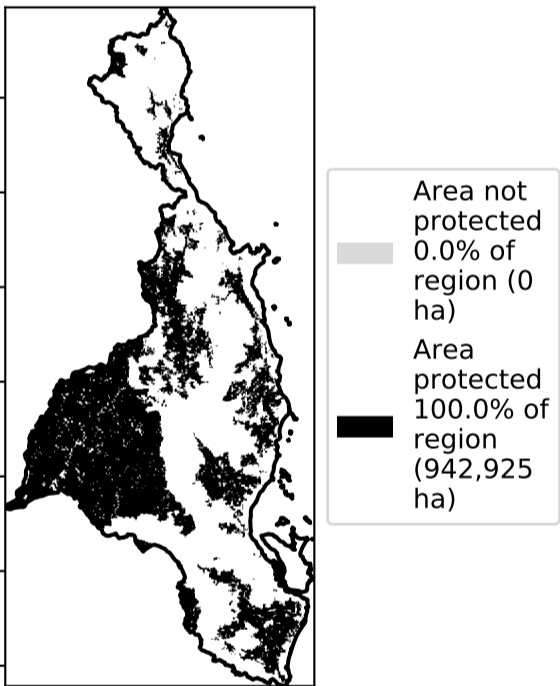 Area not
protected
0.0% of
region (0
ha)
Area
protected
100.0% of
region
(942,925
ha)